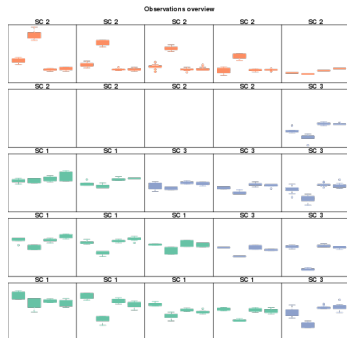 Observations overview
SC 2 SC 2 SC 2 SC 2 SC 2
SC 2 SC 2 SC 2 SC 2 SC 3
SC 1 SC 1 SC 3 SC 3 SC 3
SC 1 SC 1 SC 1 SC 3 SC 3
SC 1 SC 1 SC 1 SC 1 SC 3